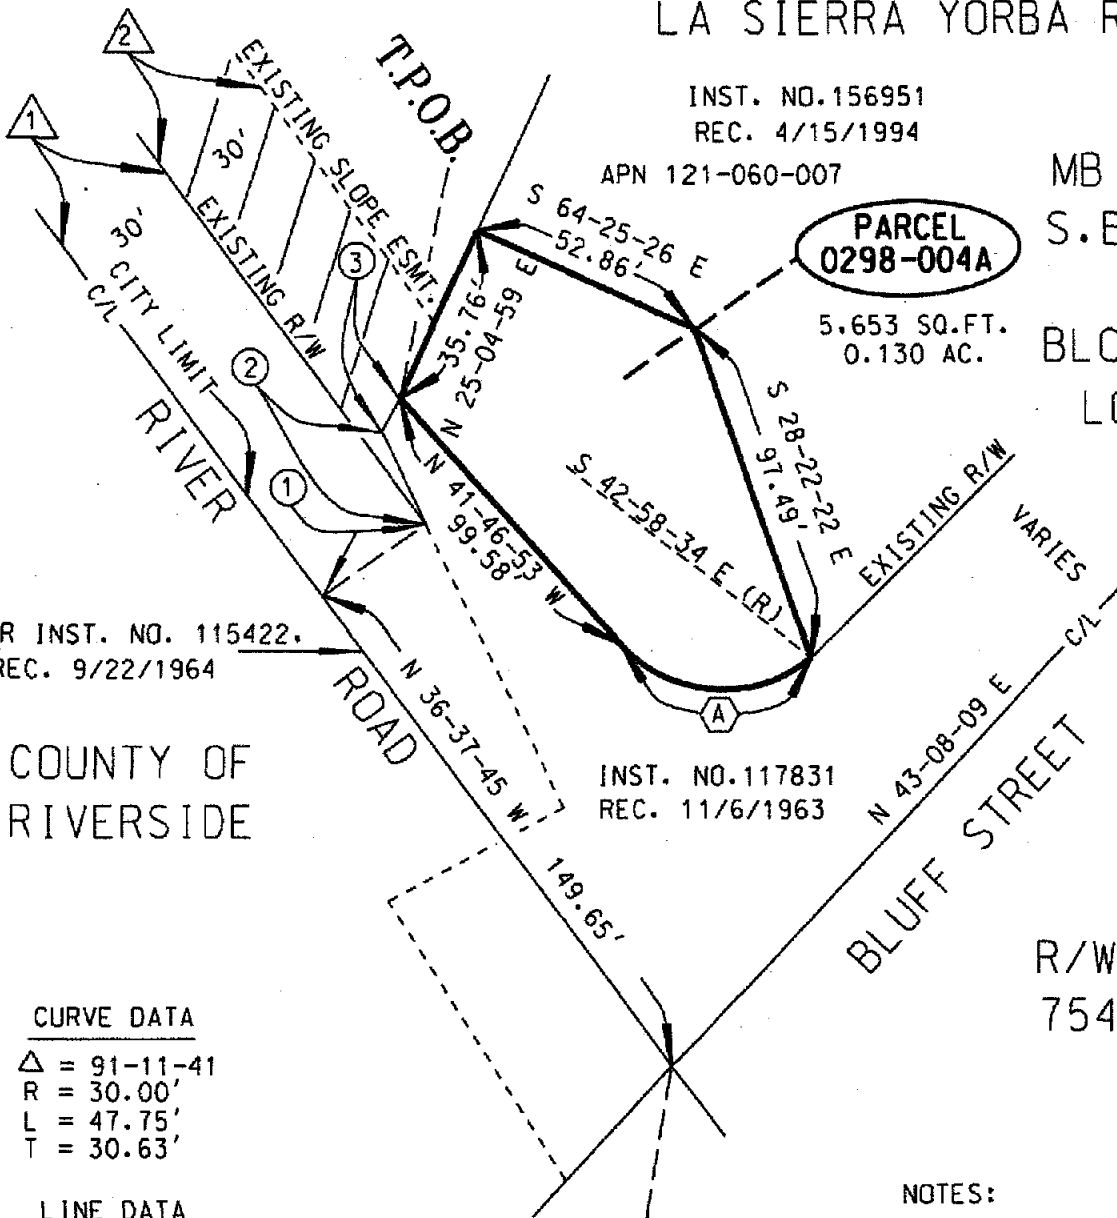 LA SIERRA YORBA R
INST. NO. 156951
REC. 4/15/1994
APN 121-060-007
MB
S.B
PARCEL
0298-004A
5,653 SQ.FT.
0.130 AC.
BLO
LO
2
1
T.P.O.B.
EXISTING SLOPE ESMT.
30'
EXISTING R/W
30'
CITY LIMIT
C/L
3
2
1
S 64-25-26 E
52.86'
35.76'
N 25-04-59 E
N 41-46-53 W
99.58'
S 42-58-34 E (R)
S 28-22-22 E
97.49'
EXISTING R/W
VARIES
C/L
RIVER
ROAD
R INST. NO. 115422,
REC. 9/22/1964
N 36-37-45 W
149.65'
A
INST. NO. 117831
REC. 11/6/1963
N 43-08-09 E
BLUFF STREET
COUNTY OF
RIVERSIDE
R/W
754
CURVE DATA
△ = 91-11-41
R = 30.00'
L = 47.75'
T = 30.63'
LINE DATA
NOTES: